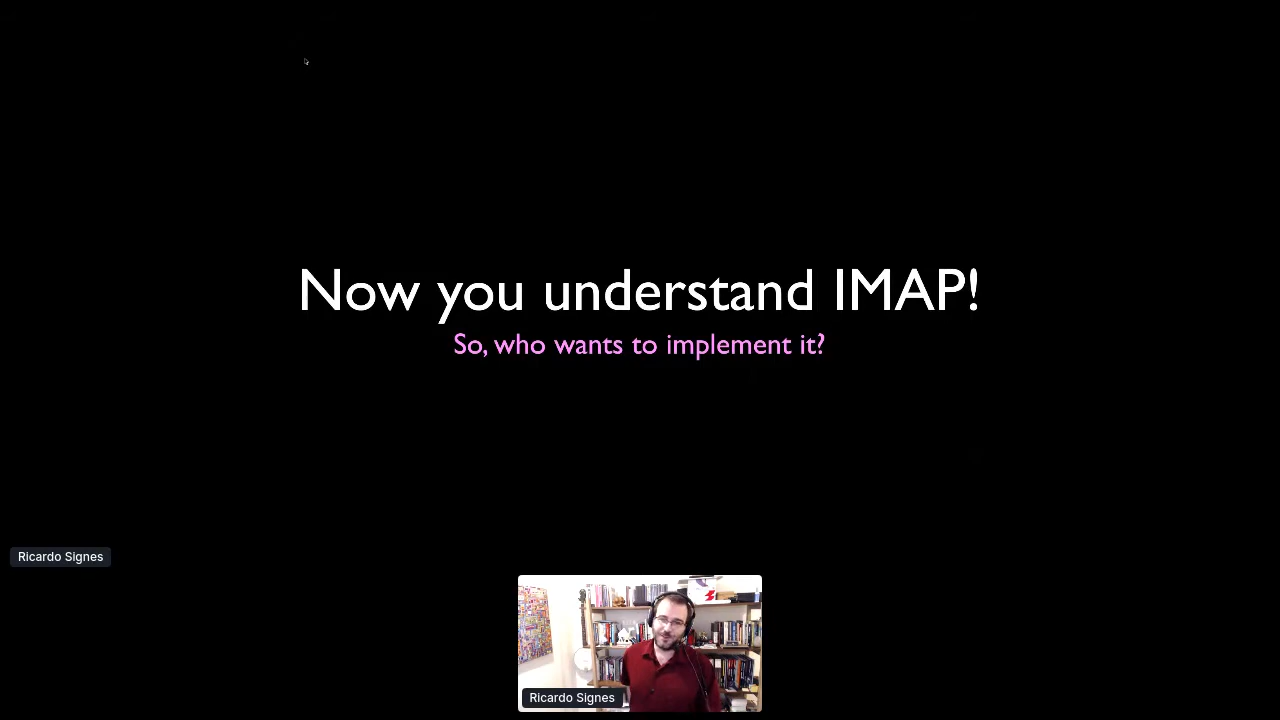 Now you understand IMAP!
So, who wants to implement it?
Ricardo Signes
Ricardo Signes